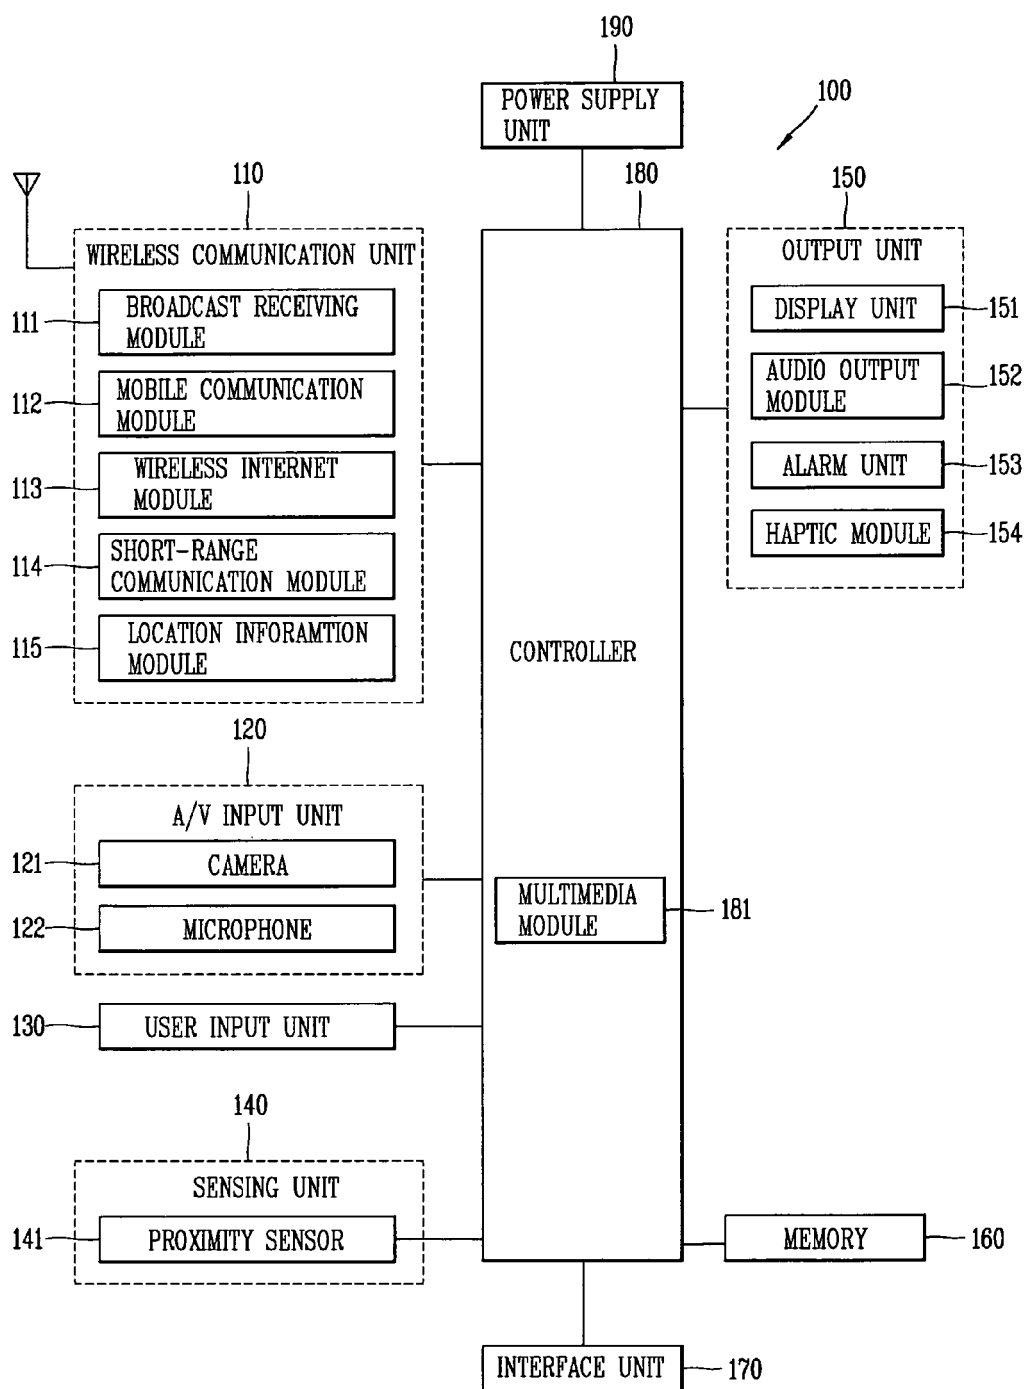 190
POWER SUPPLY
UNIT
100
110
180
150
WIRELESS COMMUNICATION UNIT
111
BROADCAST RECEIVING
MODULE
112
MOBILE COMMUNICATION
MODULE
113
WIRELESS INTERNET
MODULE
114
SHORT-RANGE
COMMUNICATION MODULE
115
LOCATION INFORAMTION
MODULE
OUTPUT UNIT
DISPLAY UNIT
151
AUDIO OUTPUT
MODULE
152
ALARM UNIT
153
HAPTIC MODULE
154
CONTROLLER
120
A/V INPUT UNIT
121
CAMERA
122
MICROPHONE
MULTIMEDIA
MODULE
181
130
USER INPUT UNIT
140
SENSING UNIT
141
PROXIMITY SENSOR
MEMORY
160
INTERFACE UNIT
170